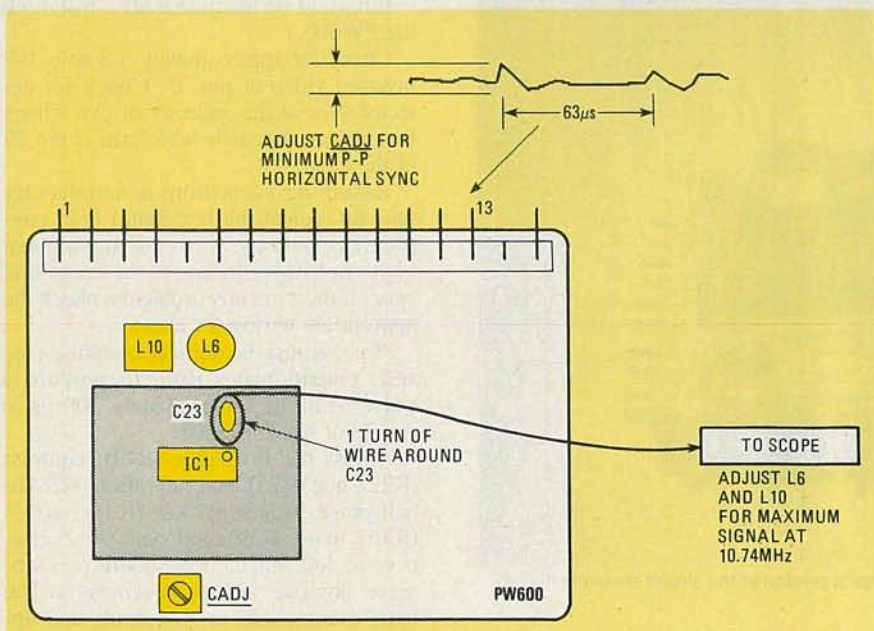 63µs
ADJUST CADJ FOR
MINIMUM P-P
HORIZONTAL SYNC
1
13
L10
L6
C23
1 TURN OF
WIRE AROUND
C23
IC1
TO SCOPE
ADJUST L6
AND L10
FOR MAXIMUM
SIGNAL AT
10.74MHz
CADJ
PW600